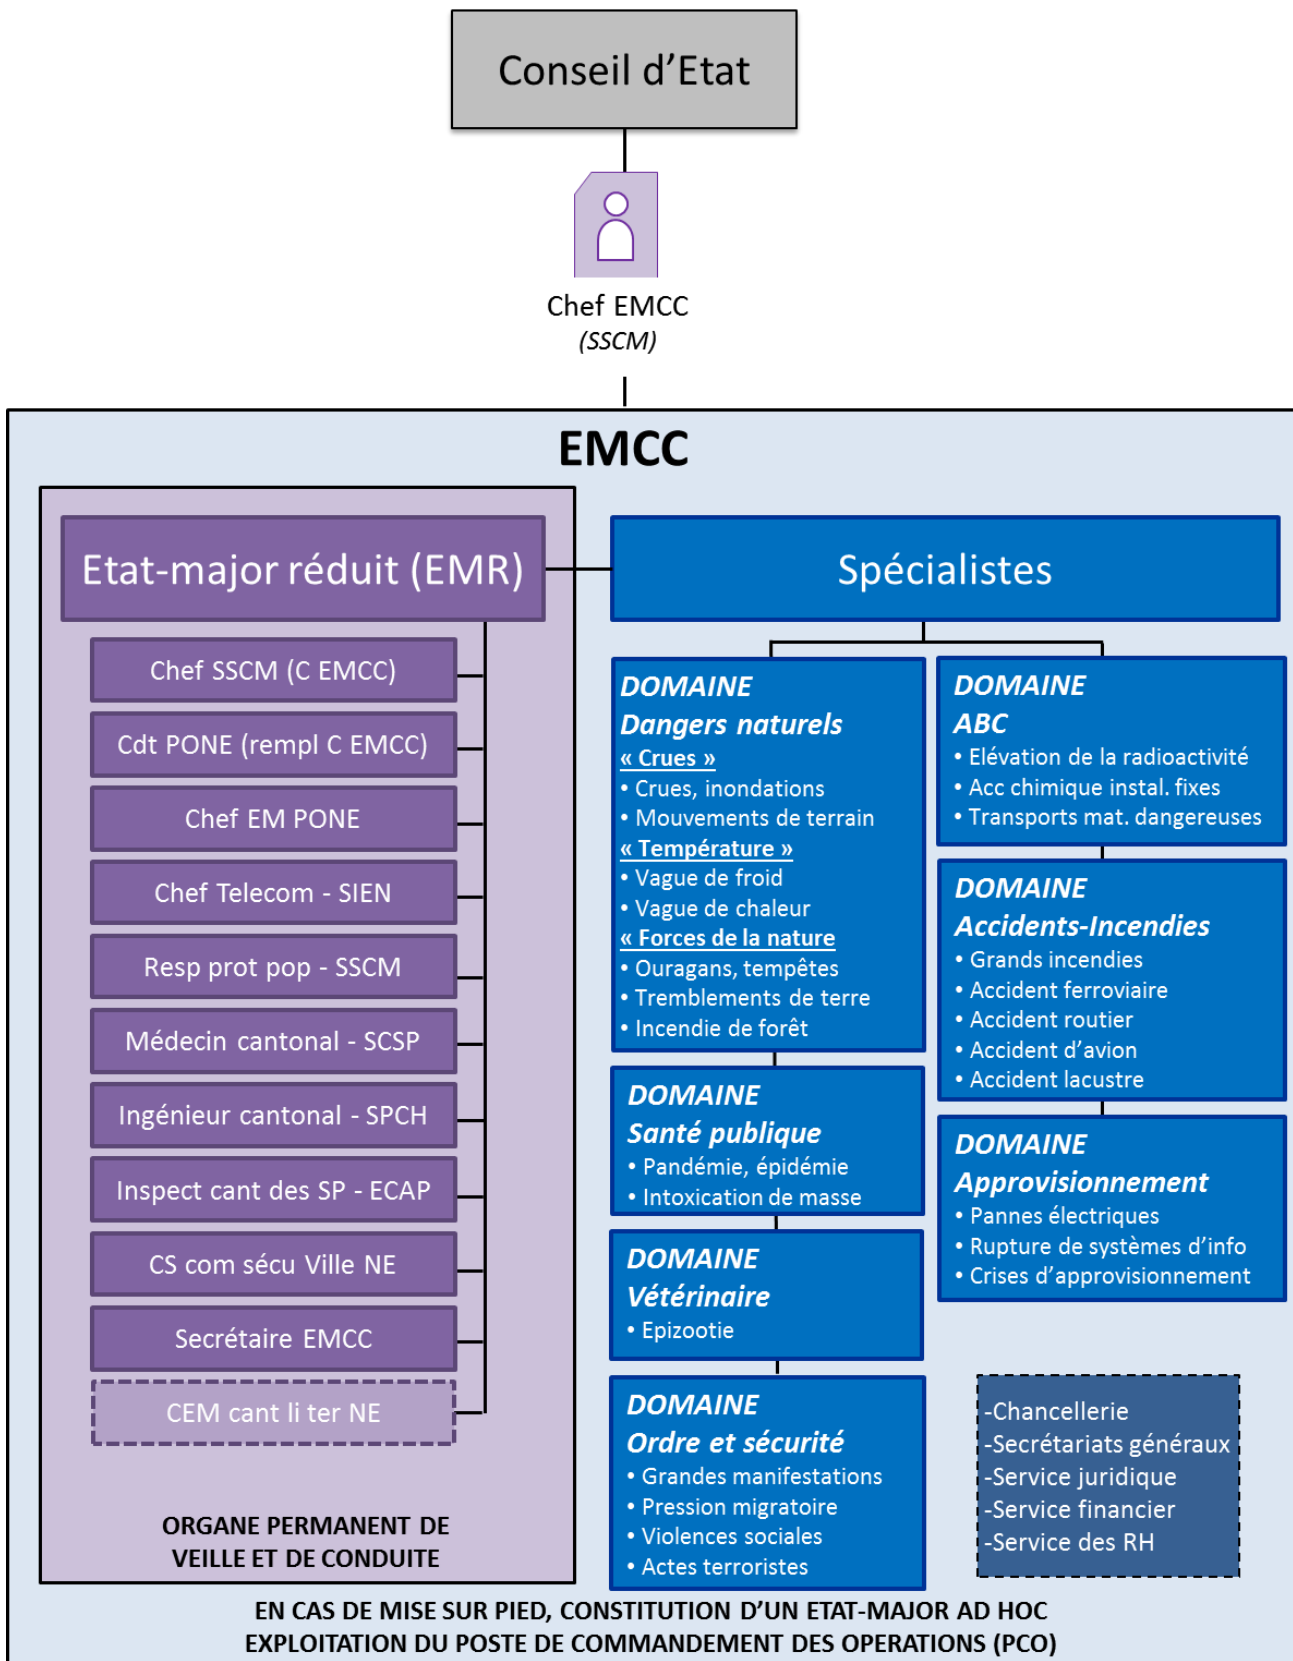 Conseil d'Etat
Chef EMCC
(SSCM)
EMCC
Etat-major réduit (EMR)
Chef SSCM (C EMCC)
Cdt PONE (rempl C EMCC)
Chef EM PONE
Chef Telecom - SIEN
Resp prot pop - SSCM
Médecin cantonal - SCSP
Ingénieur cantonal - SPCH
Inspect cant des SP - ECAP
CS com sécu Ville NE
Secrétaire EMCC
CEM cant li ter NE
ORGANE PERMANENT DE
VEILLE ET DE CONDUITE
Spécialistes
DOMAINE
Dangers naturels
« Crues »
• Crues, inondations
• Mouvements de terrain
« Température »
• Vague de froid
• Vague de chaleur
« Forces de la nature
• Ouragans, tempêtes
• Tremblements de terre
• Incendie de forêt
DOMAINE
Santé publique
• Pandémie, épidémie
• Intoxication de masse
DOMAINE
Vétérinaire
• Epizootie
DOMAINE
Ordre et sécurité
• Grandes manifestations
• Pression migratoire
• Violences sociales
• Actes terroristes
DOMAINE
ABC
• Elévation de la radioactivité
• Acc chimique instal. fixes
• Transports mat. dangereuses
DOMAINE
Accidents-Incendies
• Grands incendies
• Accident ferroviaire
• Accident routier
• Accident d'avion
• Accident lacustre
DOMAINE
Approvisionnement
• Pannes électriques
• Rupture de systèmes d'info
• Crises d'approvisionnement
-Chancellerie
-Secrétariats généraux
-Service juridique
-Service financier
-Service des RH
EN CAS DE MISE SUR PIED, CONSTITUTION D'UN ETAT-MAJOR AD HOC
EXPLOITATION DU POSTE DE COMMANDEMENT DES OPERATIONS (PCO)